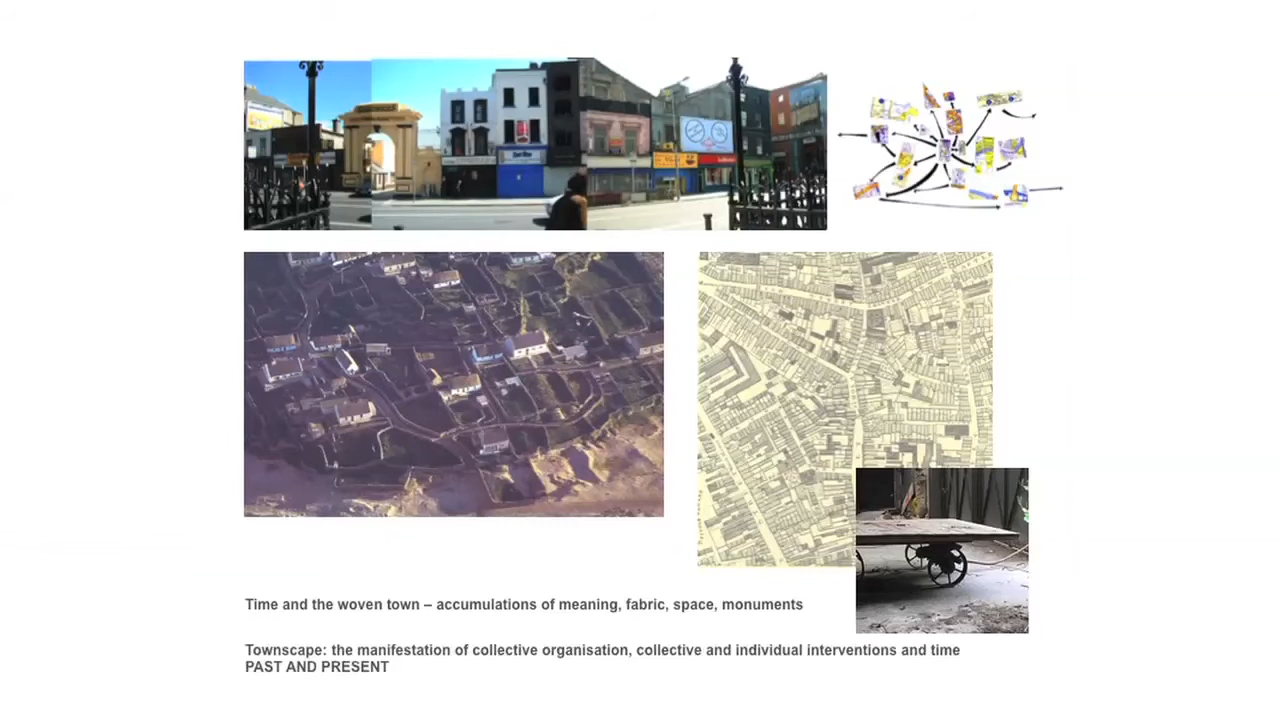 Time and the woven town – accumulations of meaning, fabric, space, monuments
Townscape: the manifestation of collective organisation, collective and individual interventions and time
PAST AND PRESENT